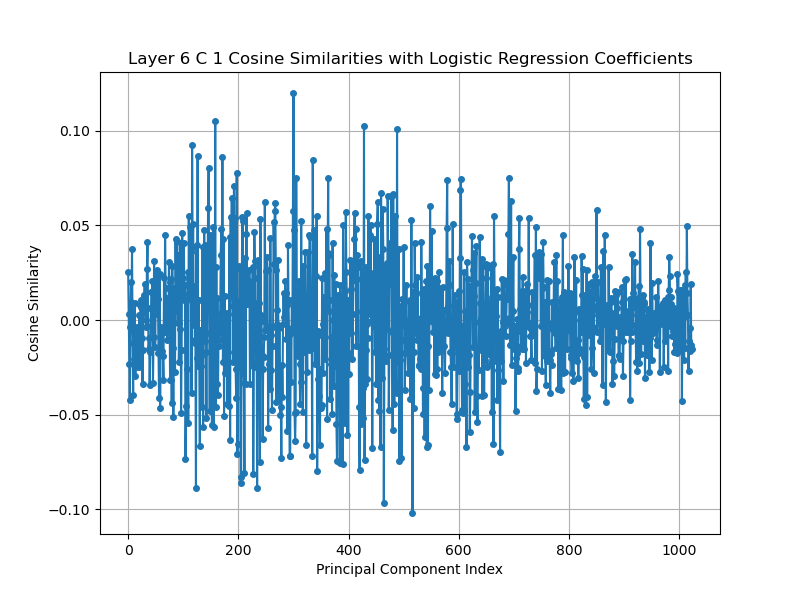 Layer 6 C 1 Cosine Similarities with Logistic Regression Coefficients
0.10
0.05
0.00
−0.05
−0.10
Cosine Similarity
0 200 400 600 800 1000
Principal Component Index